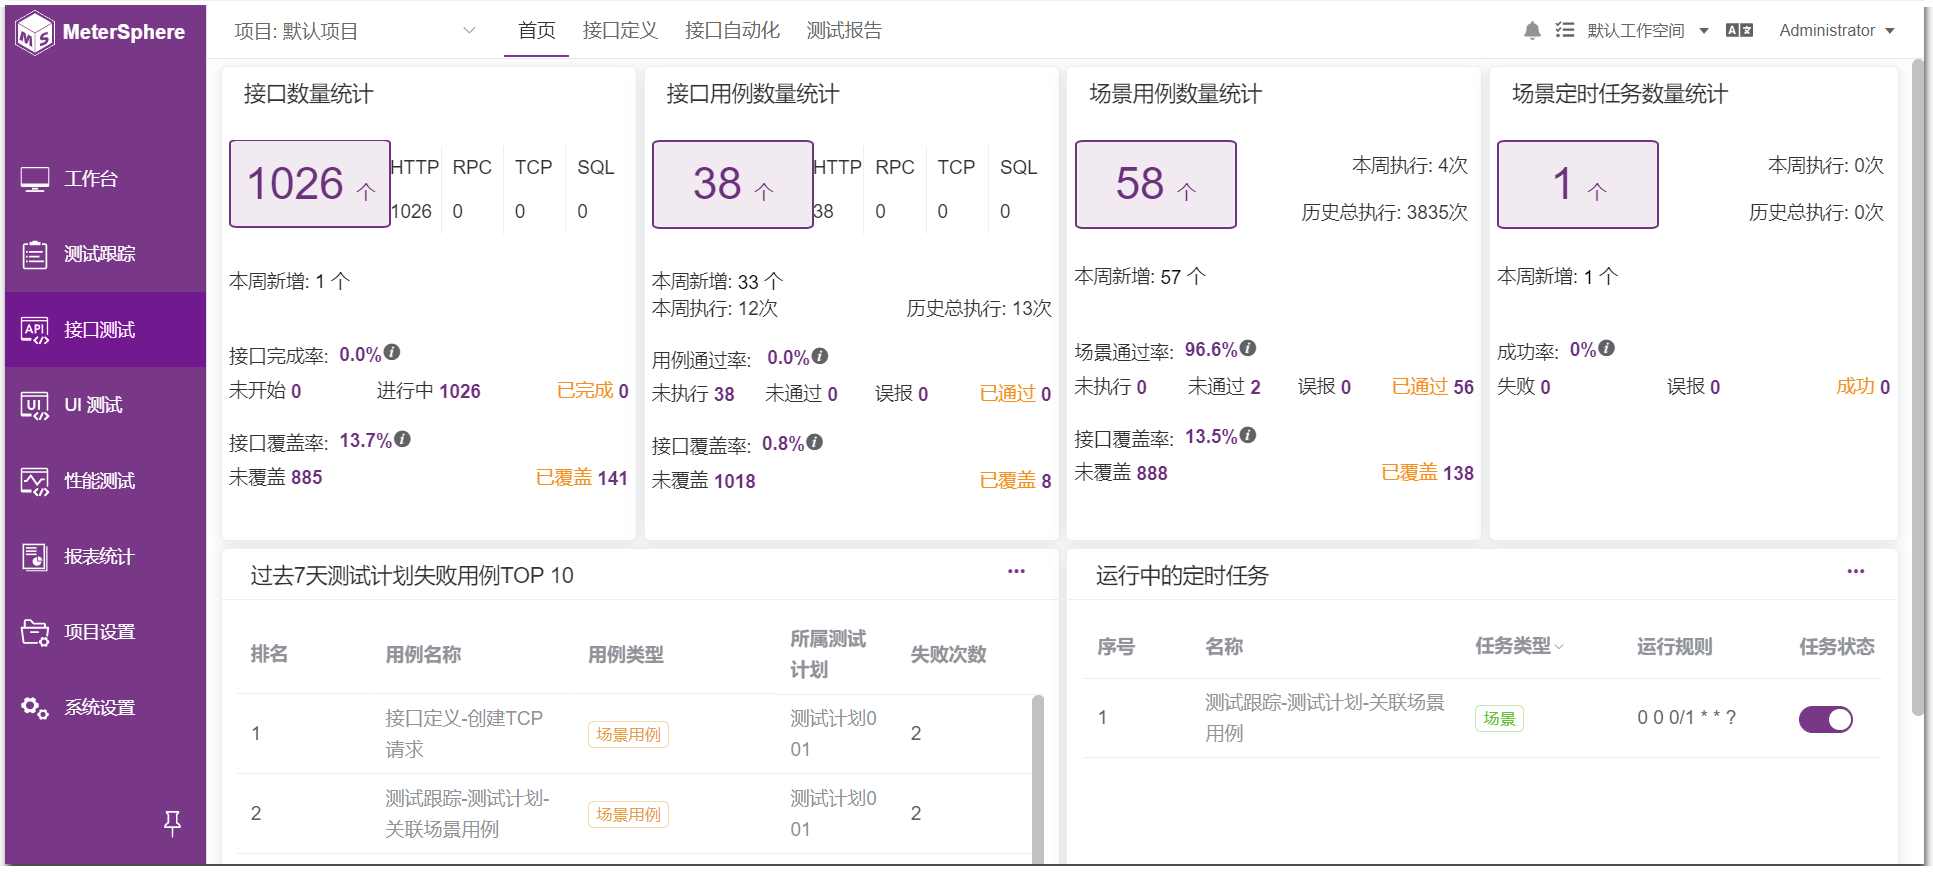 MeterSphere
项目: 默认项目
首页
接口定义
接口自动化
测试报告
默认工作空间
Administrator
工作台
测试跟踪
接口测试
UI 测试
性能测试
报表统计
项目设置
系统设置
接口数量统计
1026 个
HTTP RPC TCP SQL
1026 0 0 0
本周新增: 1 个
接口完成率: 0.0%
未开始 0 进行中 1026 已完成 0
接口覆盖率: 13.7%
未覆盖 885 已覆盖 141
接口用例数量统计
38 个
HTTP RPC TCP SQL
38 0 0 0
本周新增: 33 个
本周执行: 12次 历史总执行: 13次
用例通过率: 0.0%
未执行 38 未通过 0 误报 0 已通过 0
接口覆盖率: 0.8%
未覆盖 1018 已覆盖 8
场景用例数量统计
58 个
本周执行: 4次
历史总执行: 3835次
本周新增: 57 个
场景通过率: 96.6%
未执行 0 未通过 2 误报 0 已通过 56
接口覆盖率: 13.5%
未覆盖 888 已覆盖 138
场景定时任务数量统计
1 个
本周执行: 0次
历史总执行: 0次
本周新增: 1 个
成功率: 0%
失败 0 误报 0 成功 0
过去7天测试计划失败用例TOP 10
排名 用例名称 用例类型 所属测试
计划 失败次数
1 接口定义-创建TCP
请求 场景用例 测试计划0
01 2
2 测试跟踪-测试计划-
关联场景用例 场景用例 测试计划0
01 2
运行中的定时任务
序号 名称 任务类型 运行规则 任务状态
1 测试跟踪-测试计划-关联场景
用例 场景 0 0 0/1 * * ?